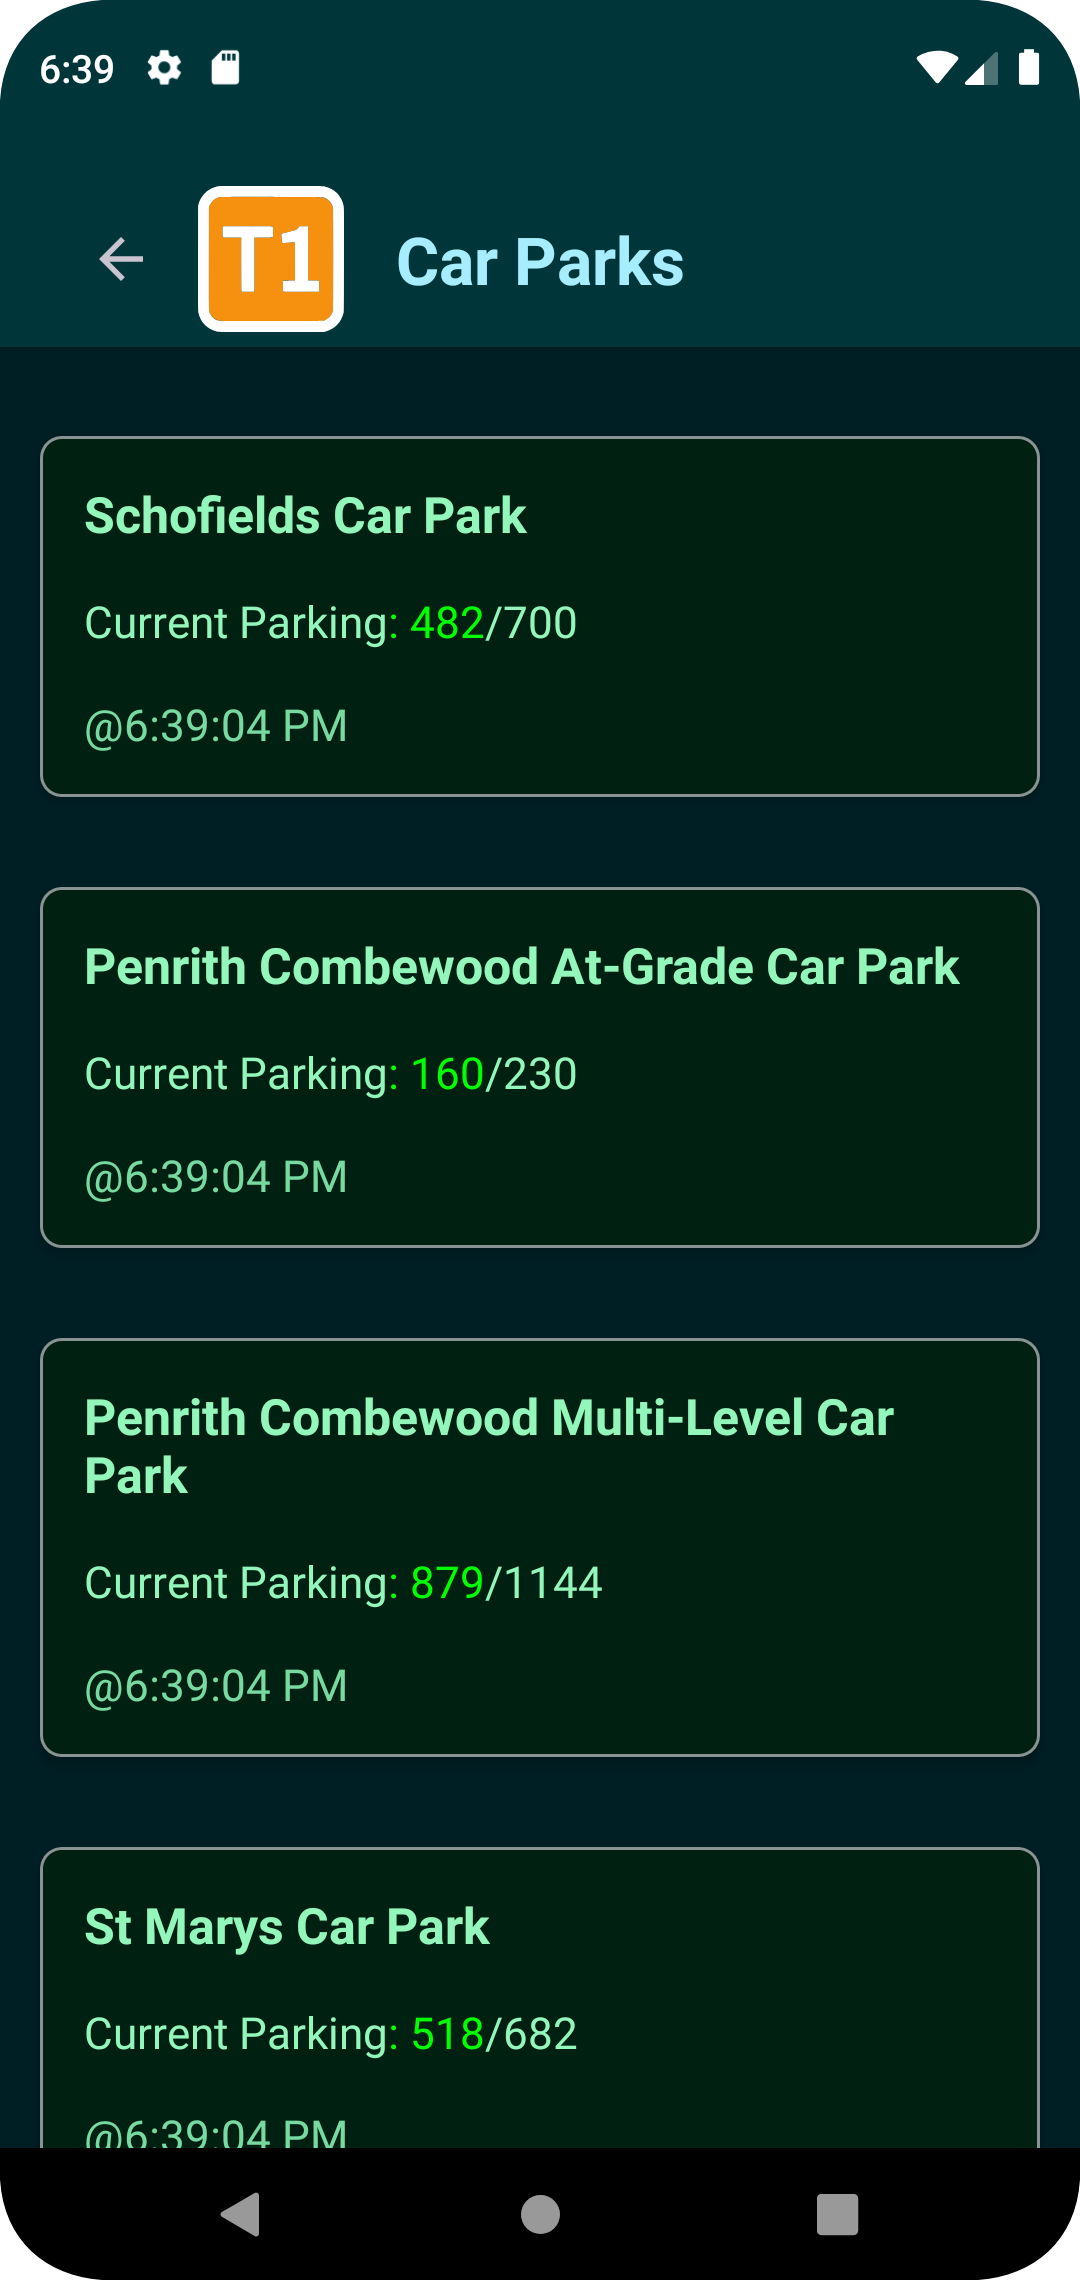 6:39
T1
Car Parks
Schofields Car Park
Current Parking: 482/700
@6:39:04 PM
Penrith Combewood At-Grade Car Park
Current Parking: 160/230
@6:39:04 PM
Penrith Combewood Multi-Level Car
Park
Current Parking: 879/1144
@6:39:04 PM
St Marys Car Park
Current Parking: 518/682
@6:39:04 PM